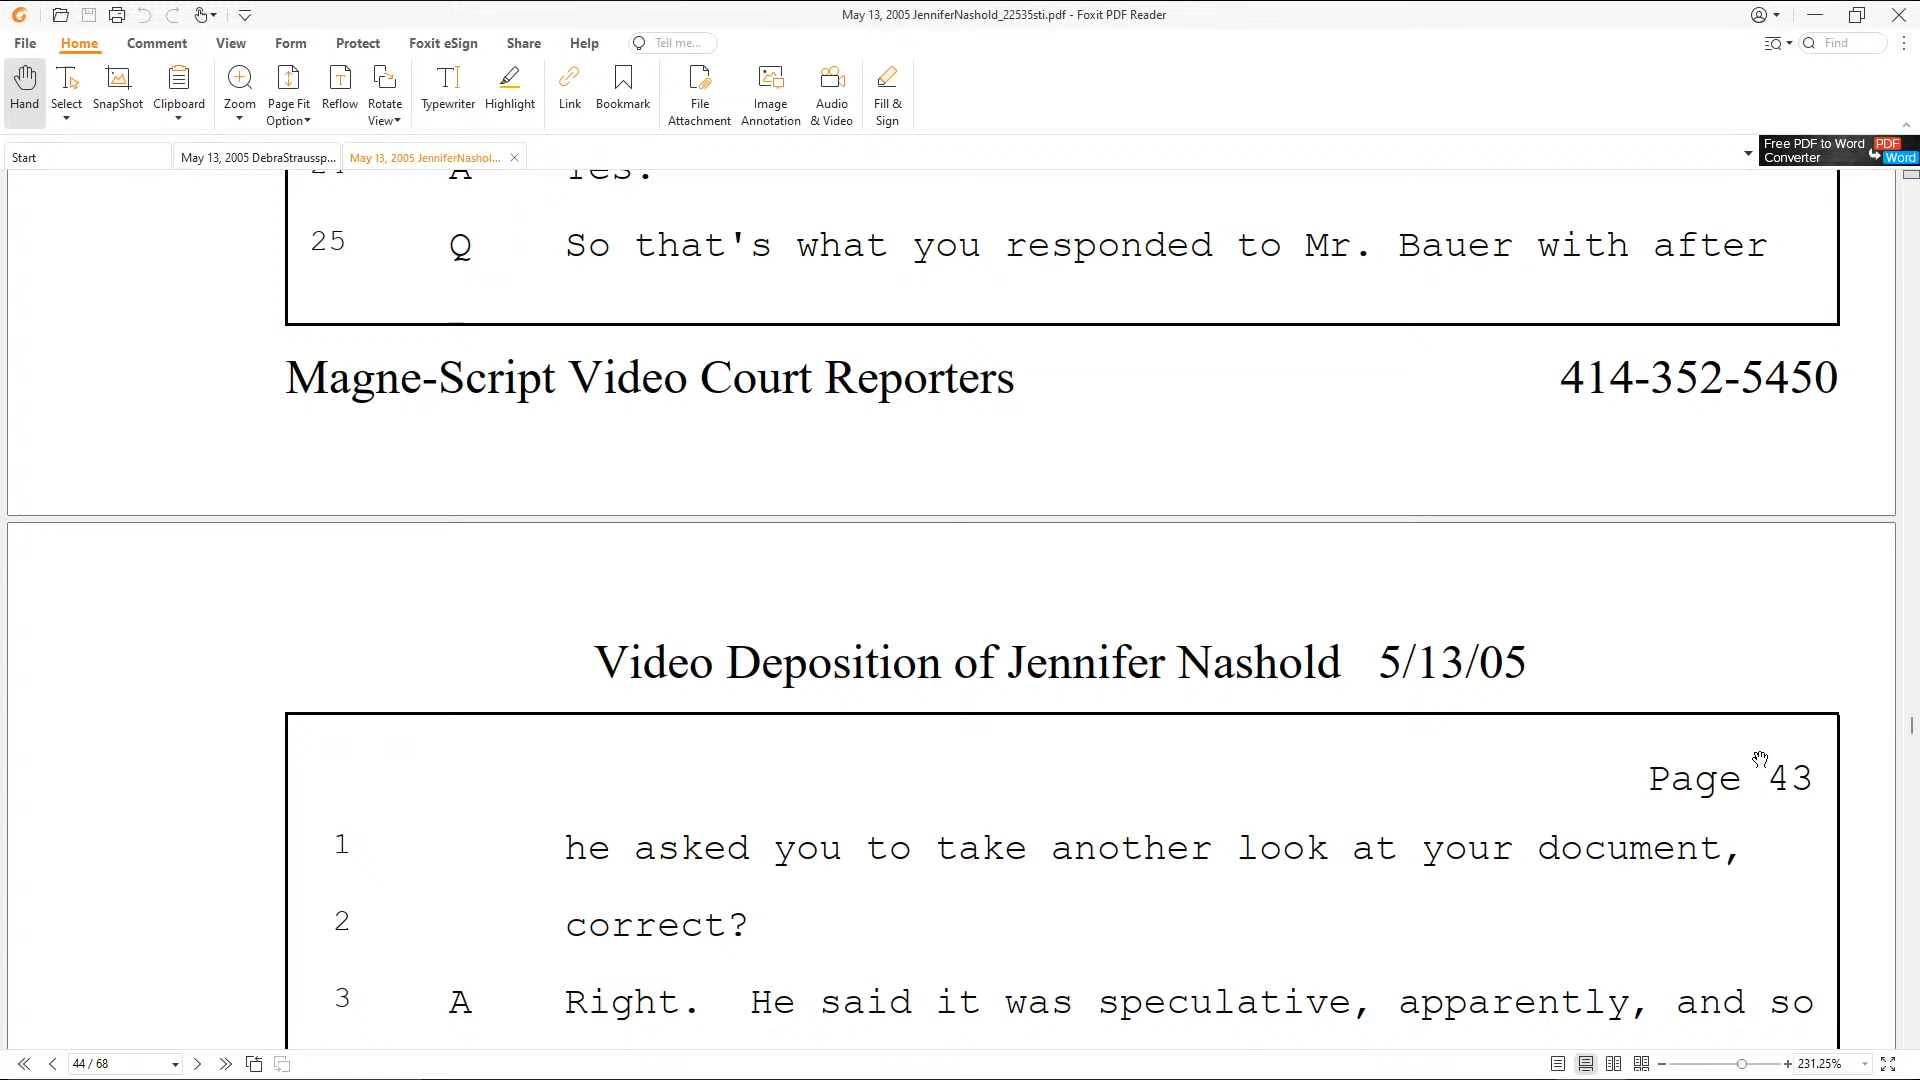 May 13, 2005 JenniferNashold_22535sti.pdf - Foxit PDF Reader
File Home Comment View Form Protect Foxit eSign Share Help Tell me... Find
Hand Select SnapShot Clipboard Zoom Page Fit Option Reflow Rotate View Typewriter Highlight Link Bookmark File Attachment Image Annotation Audio & Video Fill & Sign
Start May 13, 2005 DebraStraussp... May 13, 2005 JenniferNashol... Free PDF to Word Converter PDF Word
24 A Yes.
25 Q So that's what you responded to Mr. Bauer with after
Magne-Script Video Court Reporters 414-352-5450
Video Deposition of Jennifer Nashold 5/13/05
Page 43
1 he asked you to take another look at your document,
2 correct?
3 A Right. He said it was speculative, apparently, and so
44 / 68 231.25%